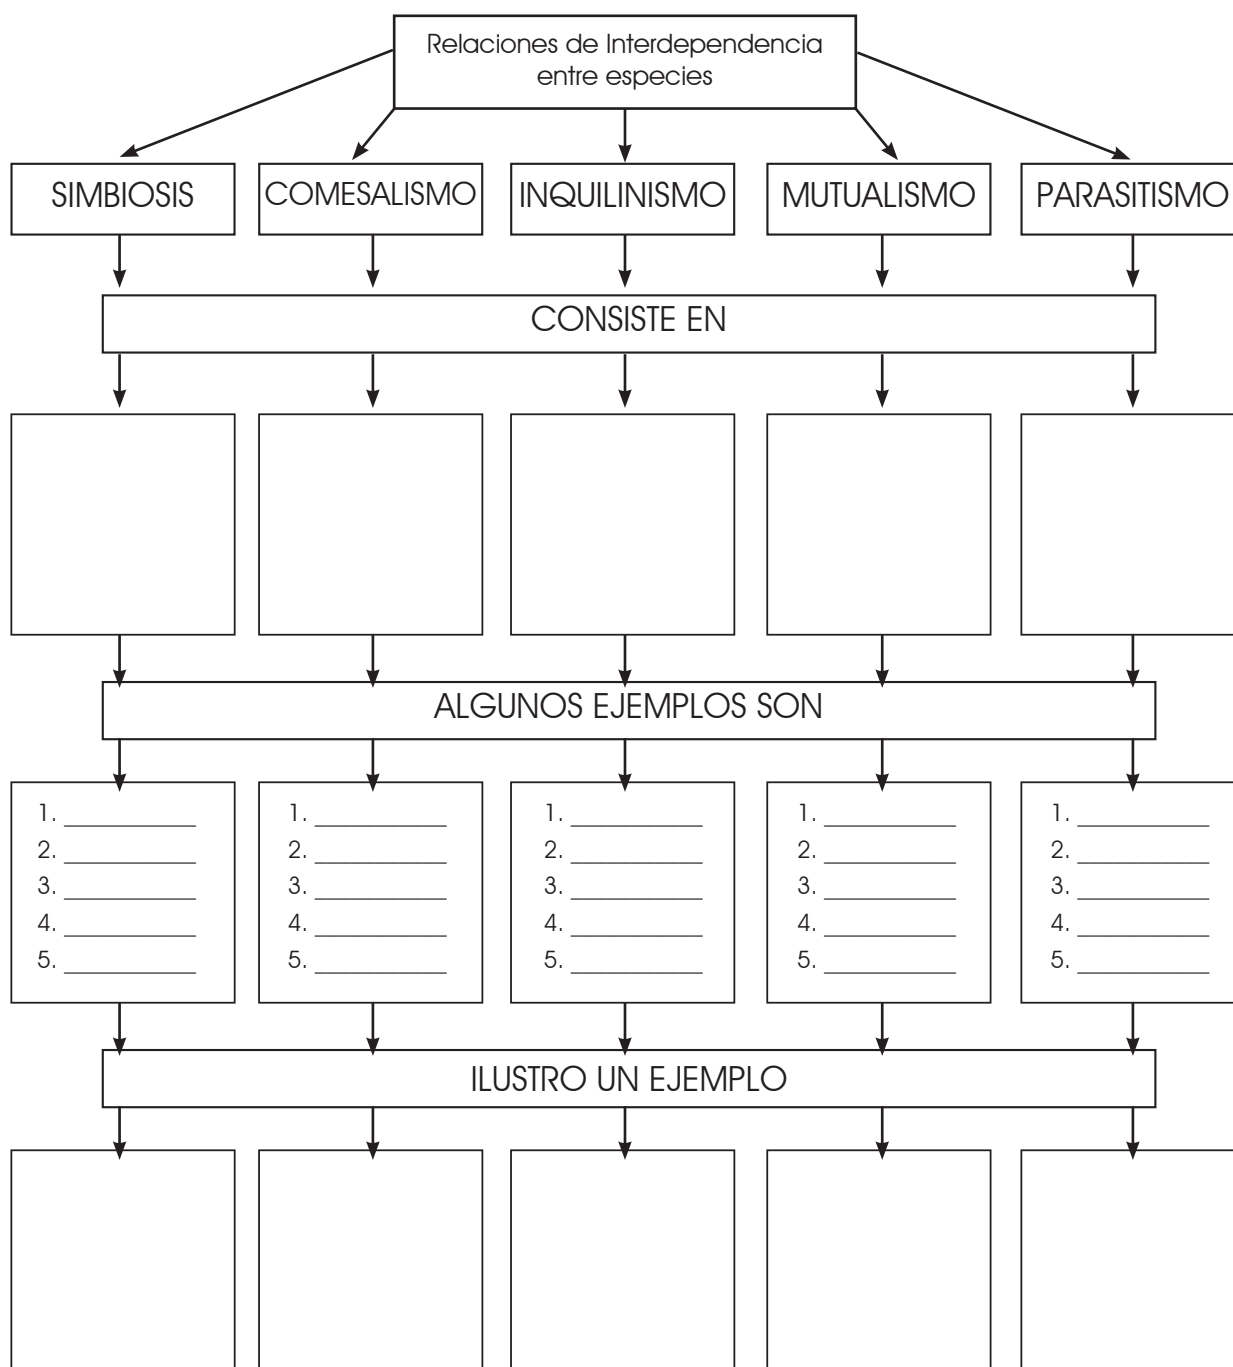 Relaciones de Interdependencia
entre especies
SIMBIOSIS
COMESALISMO
INQUILINISMO
MUTUALISMO
PARASITISMO
CONSISTE EN
ALGUNOS EJEMPLOS SON
1. ___________
2. ___________
3. ___________
4. ___________
5. ___________
1. ___________
2. ___________
3. ___________
4. ___________
5. ___________
1. ___________
2. ___________
3. ___________
4. ___________
5. ___________
1. ___________
2. ___________
3. ___________
4. ___________
5. ___________
1. ___________
2. ___________
3. ___________
4. ___________
5. ___________
ILUSTRO UN EJEMPLO